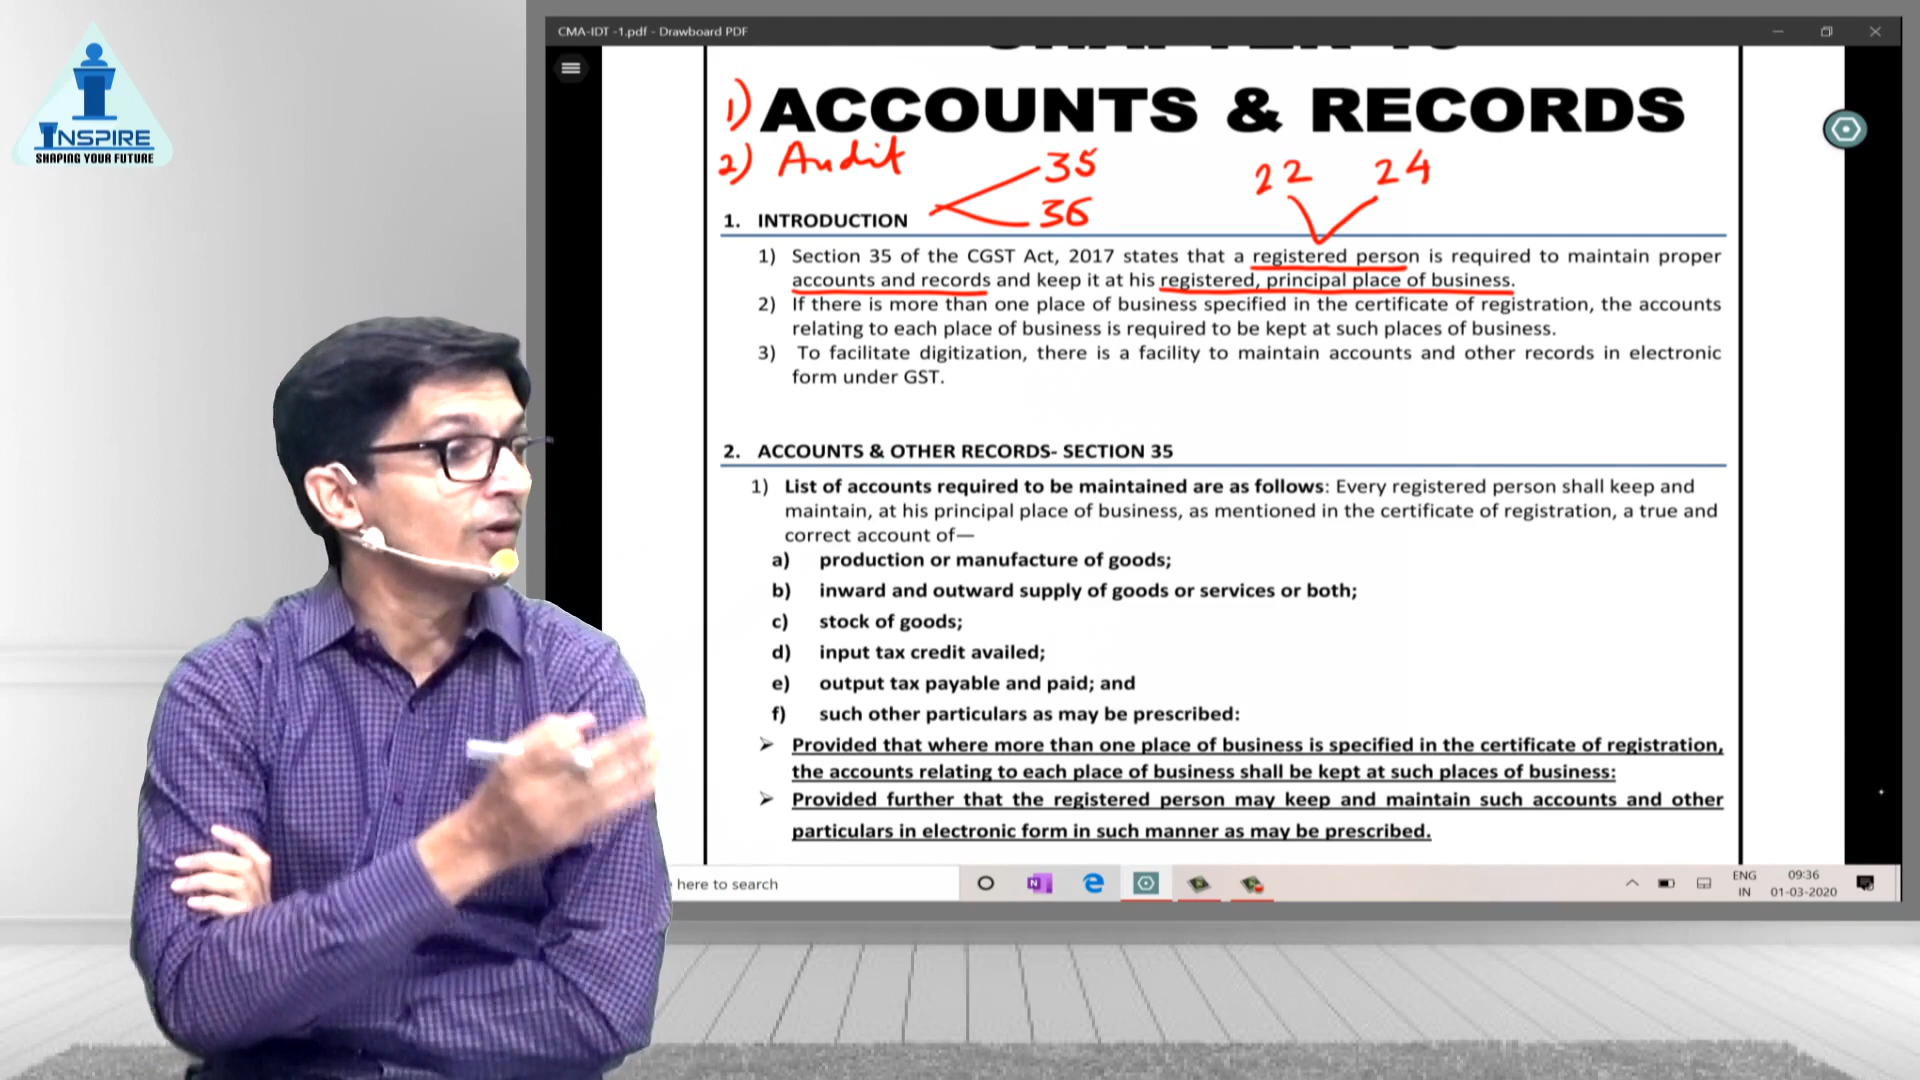 INSPIRE
SHAPING YOUR FUTURE
CMA-IDT -1.pdf - Drawboard PDF
1) ACCOUNTS & RECORDS
2) Audit
35
36
22 24
1. INTRODUCTION
1) Section 35 of the CGST Act, 2017 states that a registered person is required to maintain proper
accounts and records and keep it at his registered, principal place of business.
2) If there is more than one place of business specified in the certificate of registration, the accounts
relating to each place of business is required to be kept at such places of business.
3) To facilitate digitization, there is a facility to maintain accounts and other records in electronic
form under GST.
2. ACCOUNTS & OTHER RECORDS- SECTION 35
1) List of accounts required to be maintained are as follows: Every registered person shall keep and
maintain, at his principal place of business, as mentioned in the certificate of registration, a true and
correct account of—
a) production or manufacture of goods;
b) inward and outward supply of goods or services or both;
c) stock of goods;
d) input tax credit availed;
e) output tax payable and paid; and
f) such other particulars as may be prescribed:
➢ Provided that where more than one place of business is specified in the certificate of registration,
the accounts relating to each place of business shall be kept at such places of business:
➢ Provided further that the registered person may keep and maintain such accounts and other
particulars in electronic form in such manner as may be prescribed.
here to search
ENG
IN
09:36
01-03-2020